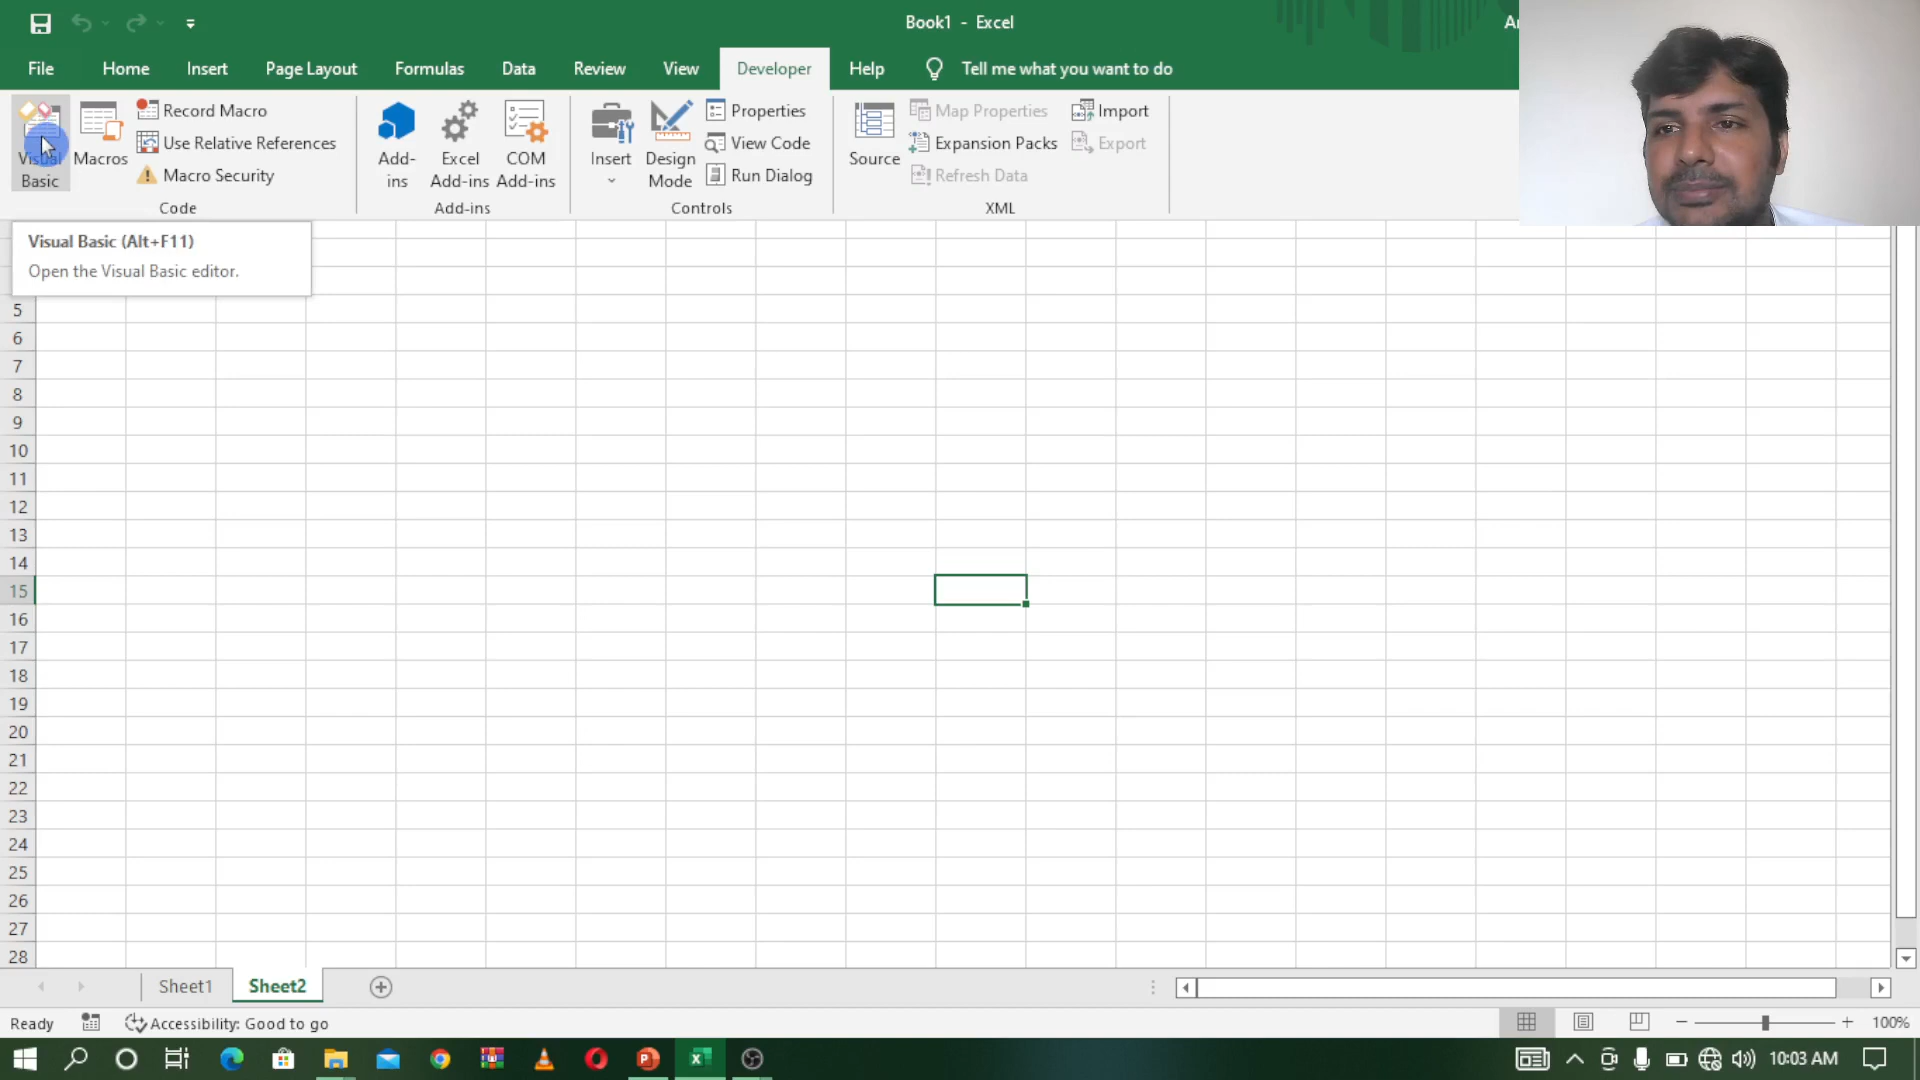 Book1 - Excel
File Home Insert Page Layout Formulas Data Review View Developer Help Tell me what you want to do
Visual Basic
Macros
Record Macro
Use Relative References
Macro Security
Code
Add-ins
Excel Add-ins
COM Add-ins
Add-ins
Insert
Design Mode
Properties
View Code
Run Dialog
Controls
Source
Map Properties
Expansion Packs
Refresh Data
Import
Export
XML
Visual Basic (Alt+F11)
Open the Visual Basic editor.
5
6
7
8
9
10
11
12
13
14
15
16
17
18
19
20
21
22
23
24
25
26
27
28
Sheet1 Sheet2
Ready Accessibility: Good to go 100%
10:03 AM